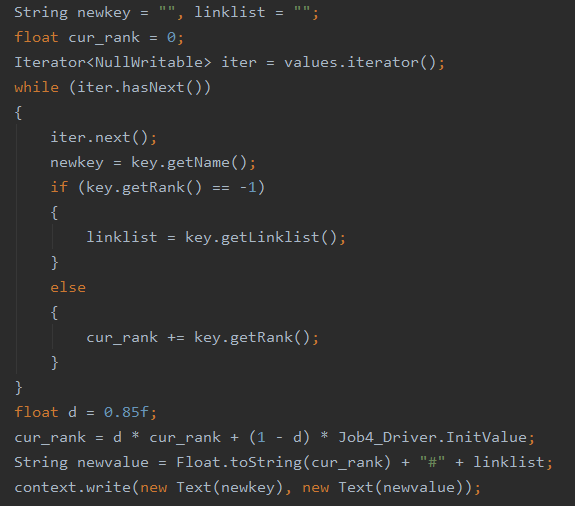 String newkey = "", linklist = "";
float cur_rank = 0;
Iterator<NullWritable> iter = values.iterator();
while (iter.hasNext())
{
    iter.next();
    newkey = key.getName();
    if (key.getRank() == -1)
    {
        linklist = key.getLinklist();
    }
    else
    {
        cur_rank += key.getRank();
    }
}
float d = 0.85f;
cur_rank = d * cur_rank + (1 - d) * Job4_Driver.InitValue;
String newvalue = Float.toString(cur_rank) + "#" + linklist;
context.write(new Text(newkey), new Text(newvalue));